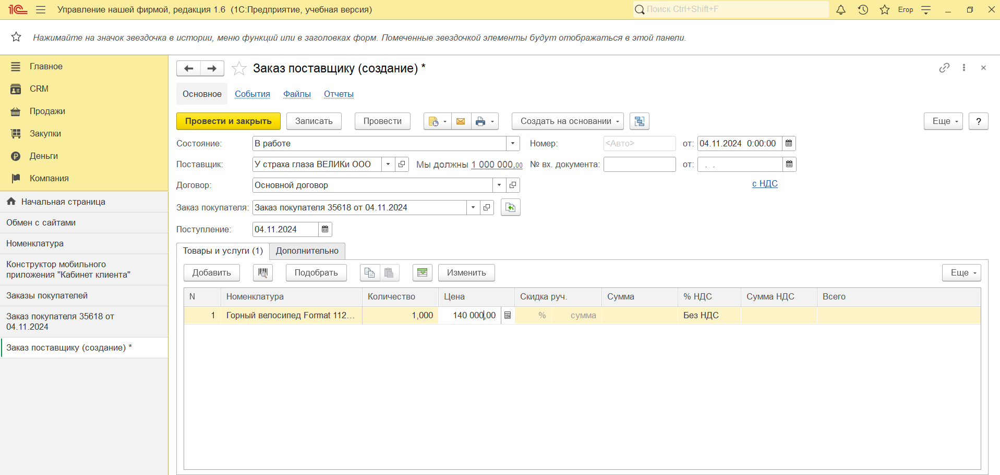 1С Управление нашей фирмой, редакция 1.6 (1С:Предприятие, учебная версия) Поиск Ctrl+Shift+F Егор
Нажимайте на значок звездочка в истории, меню функций или в заголовках форм. Помеченные звездочкой элементы будут отображаться в этой панели.
Главное
CRM
Продажи
Закупки
Деньги
Компания
Начальная страница
Обмен с сайтами
Номенклатура
Конструктор мобильного
приложения "Кабинет клиента"
Заказы покупателей
Заказ покупателя 35618 от
04.11.2024
Заказ поставщику (создание) *
Заказ поставщику (создание) *
Основное События Файлы Отчеты
Провести и закрыть Записать Провести Создать на основании Еще ?
Состояние: В работе Номер: <Авто> от: 04.11.2024 0:00:00
Поставщик: У страха глаза ВЕЛИКи ООО Мы должны 1 000 000,00 № вх. документа: от: . .
Договор: Основной договор с НДС
Заказ покупателя: Заказ покупателя 35618 от 04.11.2024
Поступление: 04.11.2024
Товары и услуги (1) Дополнительно
Добавить Подобрать Изменить Еще
N Номенклатура Количество Цена Скидка руч. Сумма % НДС Сумма НДС Всего
1 Горный велосипед Format 112... 1,000 140 000,00 % сумма Без НДС